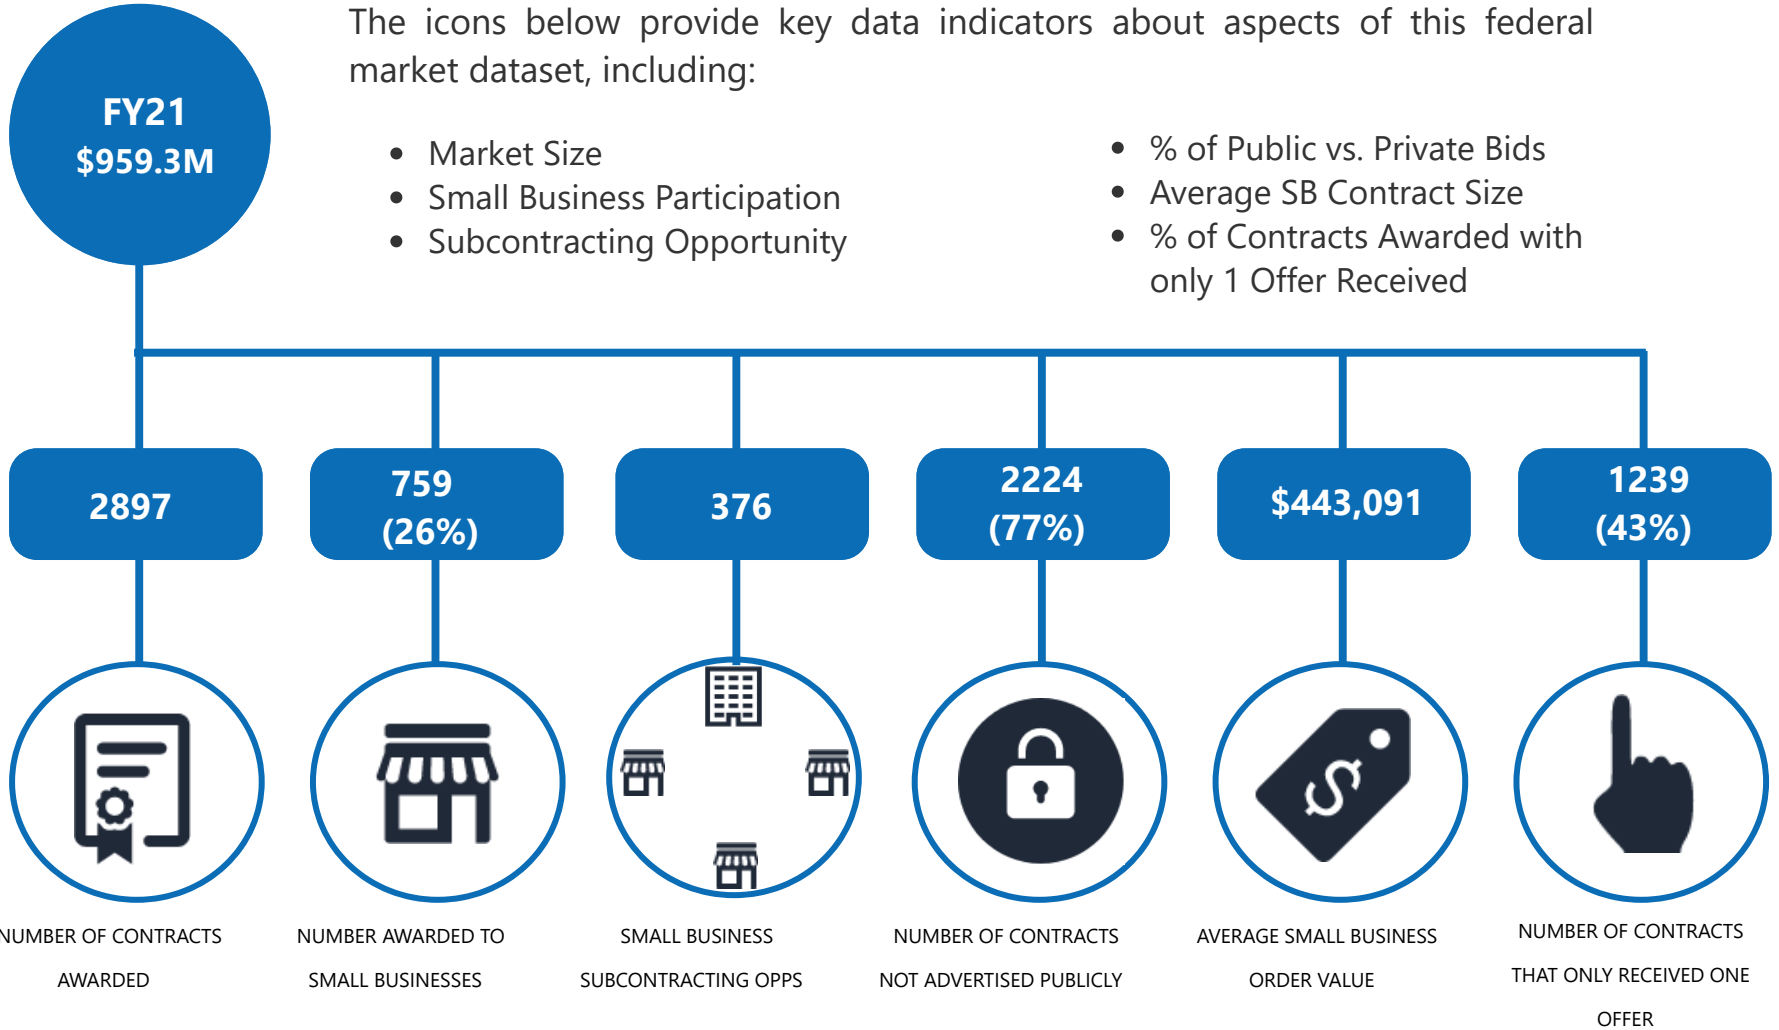 FY21
$959.3M
The icons below provide key data indicators about aspects of this federal
market dataset, including:
• Market Size
• Small Business Participation
• Subcontracting Opportunity
• % of Public vs. Private Bids
• Average SB Contract Size
• % of Contracts Awarded with
only 1 Offer Received
2897
759
(26%)
376
2224
(77%)
$443,091
1239
(43%)
$
NUMBER OF CONTRACTS
AWARDED
NUMBER AWARDED TO
SMALL BUSINESSES
SMALL BUSINESS
SUBCONTRACTING OPPS
NUMBER OF CONTRACTS
NOT ADVERTISED PUBLICLY
AVERAGE SMALL BUSINESS
ORDER VALUE
NUMBER OF CONTRACTS
THAT ONLY RECEIVED ONE
OFFER